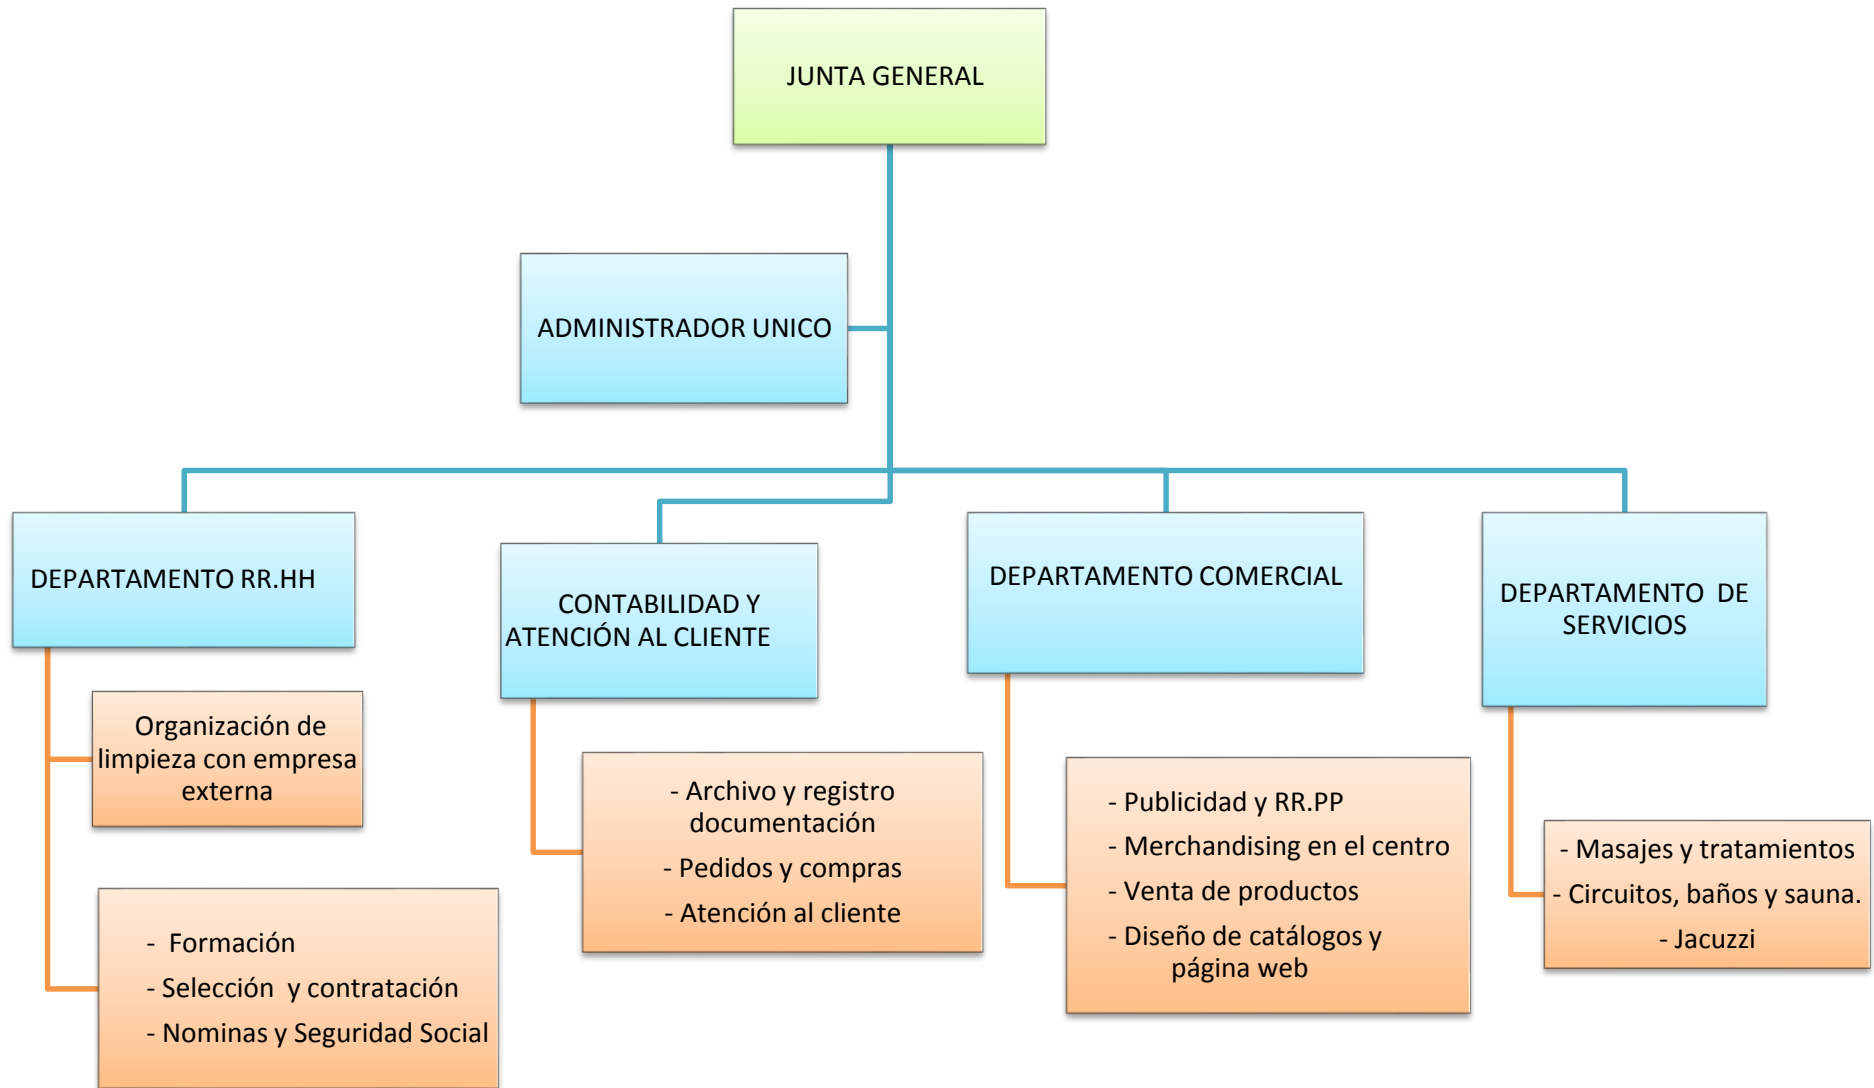 JUNTA GENERAL
ADMINISTRADOR UNICO
DEPARTAMENTO RR.HH
CONTABILIDAD Y
ATENCIÓN AL CLIENTE
DEPARTAMENTO COMERCIAL
DEPARTAMENTO DE
SERVICIOS
Organización de
limpieza con empresa
externa
- Formación
- Selección y contratación
- Nominas y Seguridad Social
- Archivo y registro
documentación
- Pedidos y compras
- Atención al cliente
- Publicidad y RR.PP
- Merchandising en el centro
- Venta de productos
- Diseño de catálogos y
página web
- Masajes y tratamientos
- Circuitos, baños y sauna.
- Jacuzzi